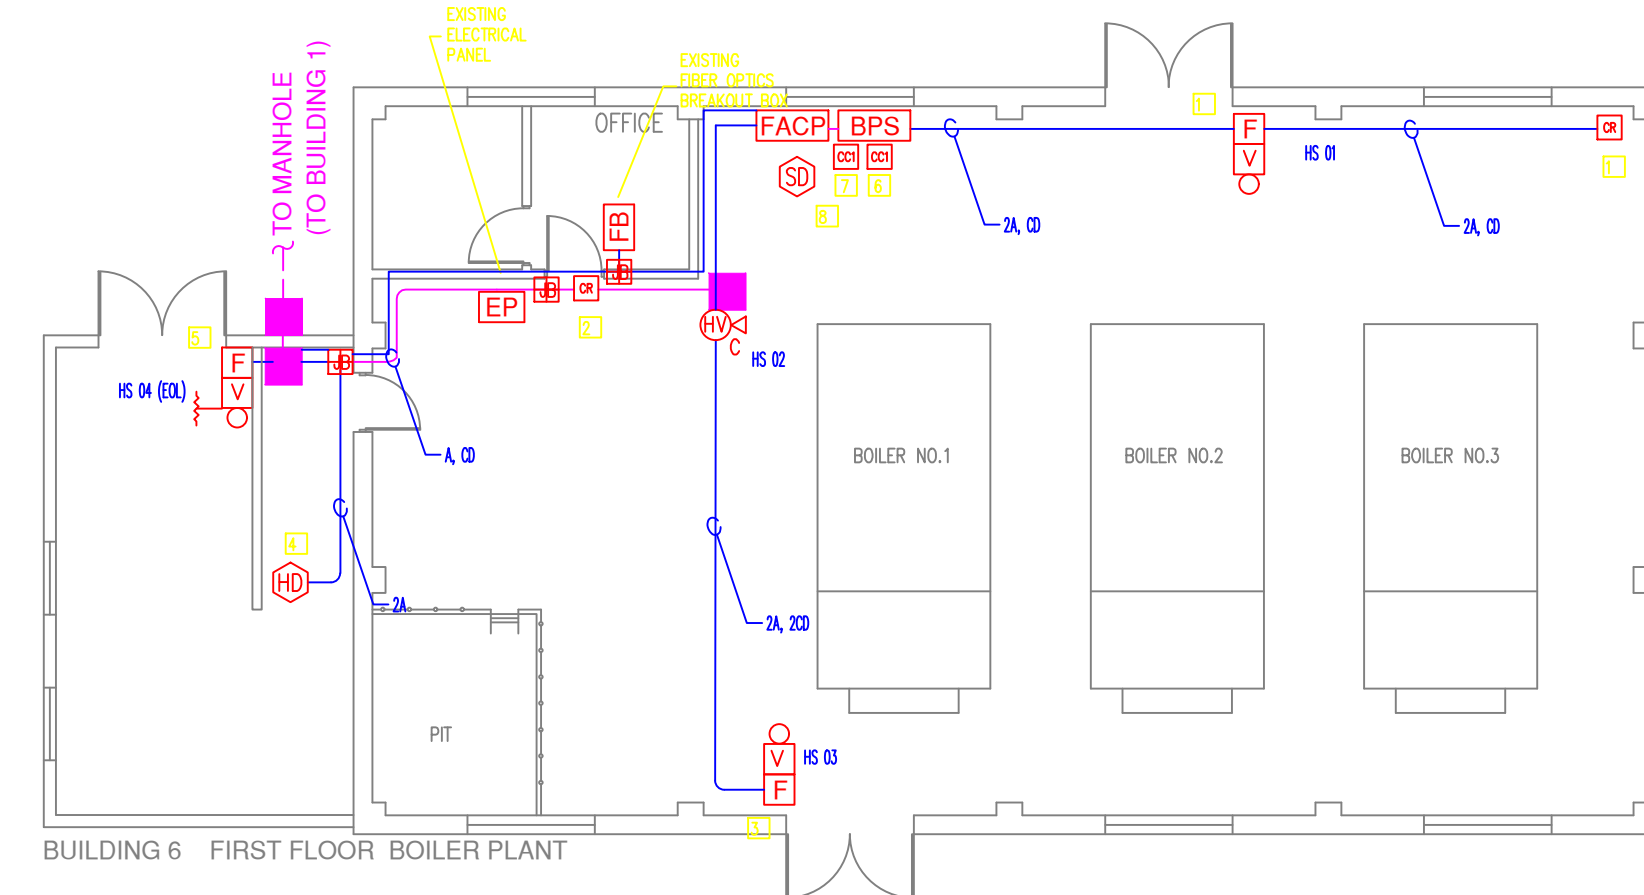 EXISTING
ELECTRICAL
PANEL
EXISTING
FIBER OPTICS
BREAKOUT BOX
TO MANHOLE
(TO BUILDING 1)
OFFICE
FACP
BPS
CC1
CC1
SD
7
6
8
1
F
V
HS 01
CR
1
2A, CD
2A, CD
FB
JB
JB
CR
EP
2
HV
C
HS 02
5
F
V
HS 04 (EOL)
JB
A, CD
BOILER NO.1
BOILER NO.2
BOILER NO.3
4
HD
2A
2A, 2CD
PIT
V
F
HS 03
3
BUILDING 6 FIRST FLOOR BOILER PLANT